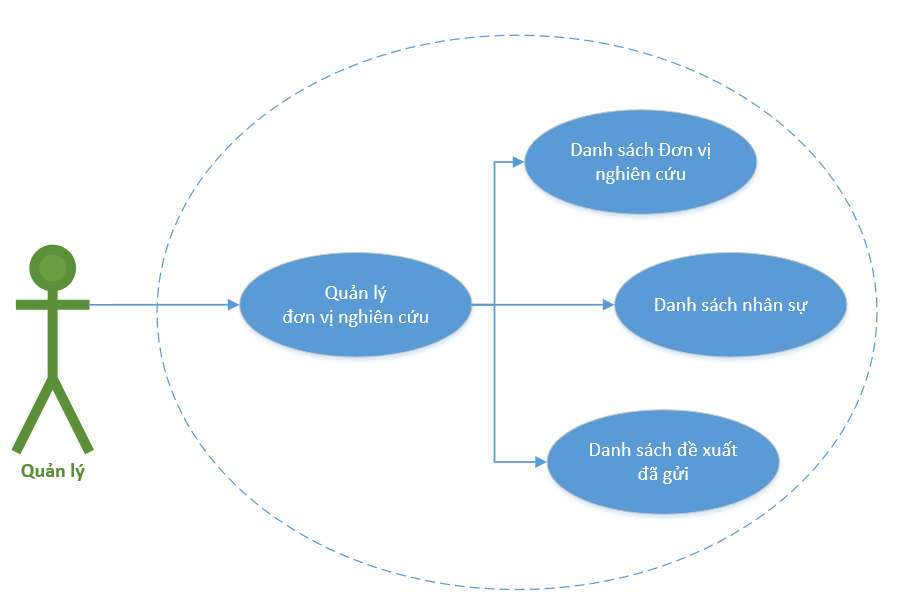 Danh sách Đơn vị
nghiên cứu
Quản lý
đơn vị nghiên cứu
Danh sách nhân sự
Danh sách đề xuất
đã gửi
Quản lý